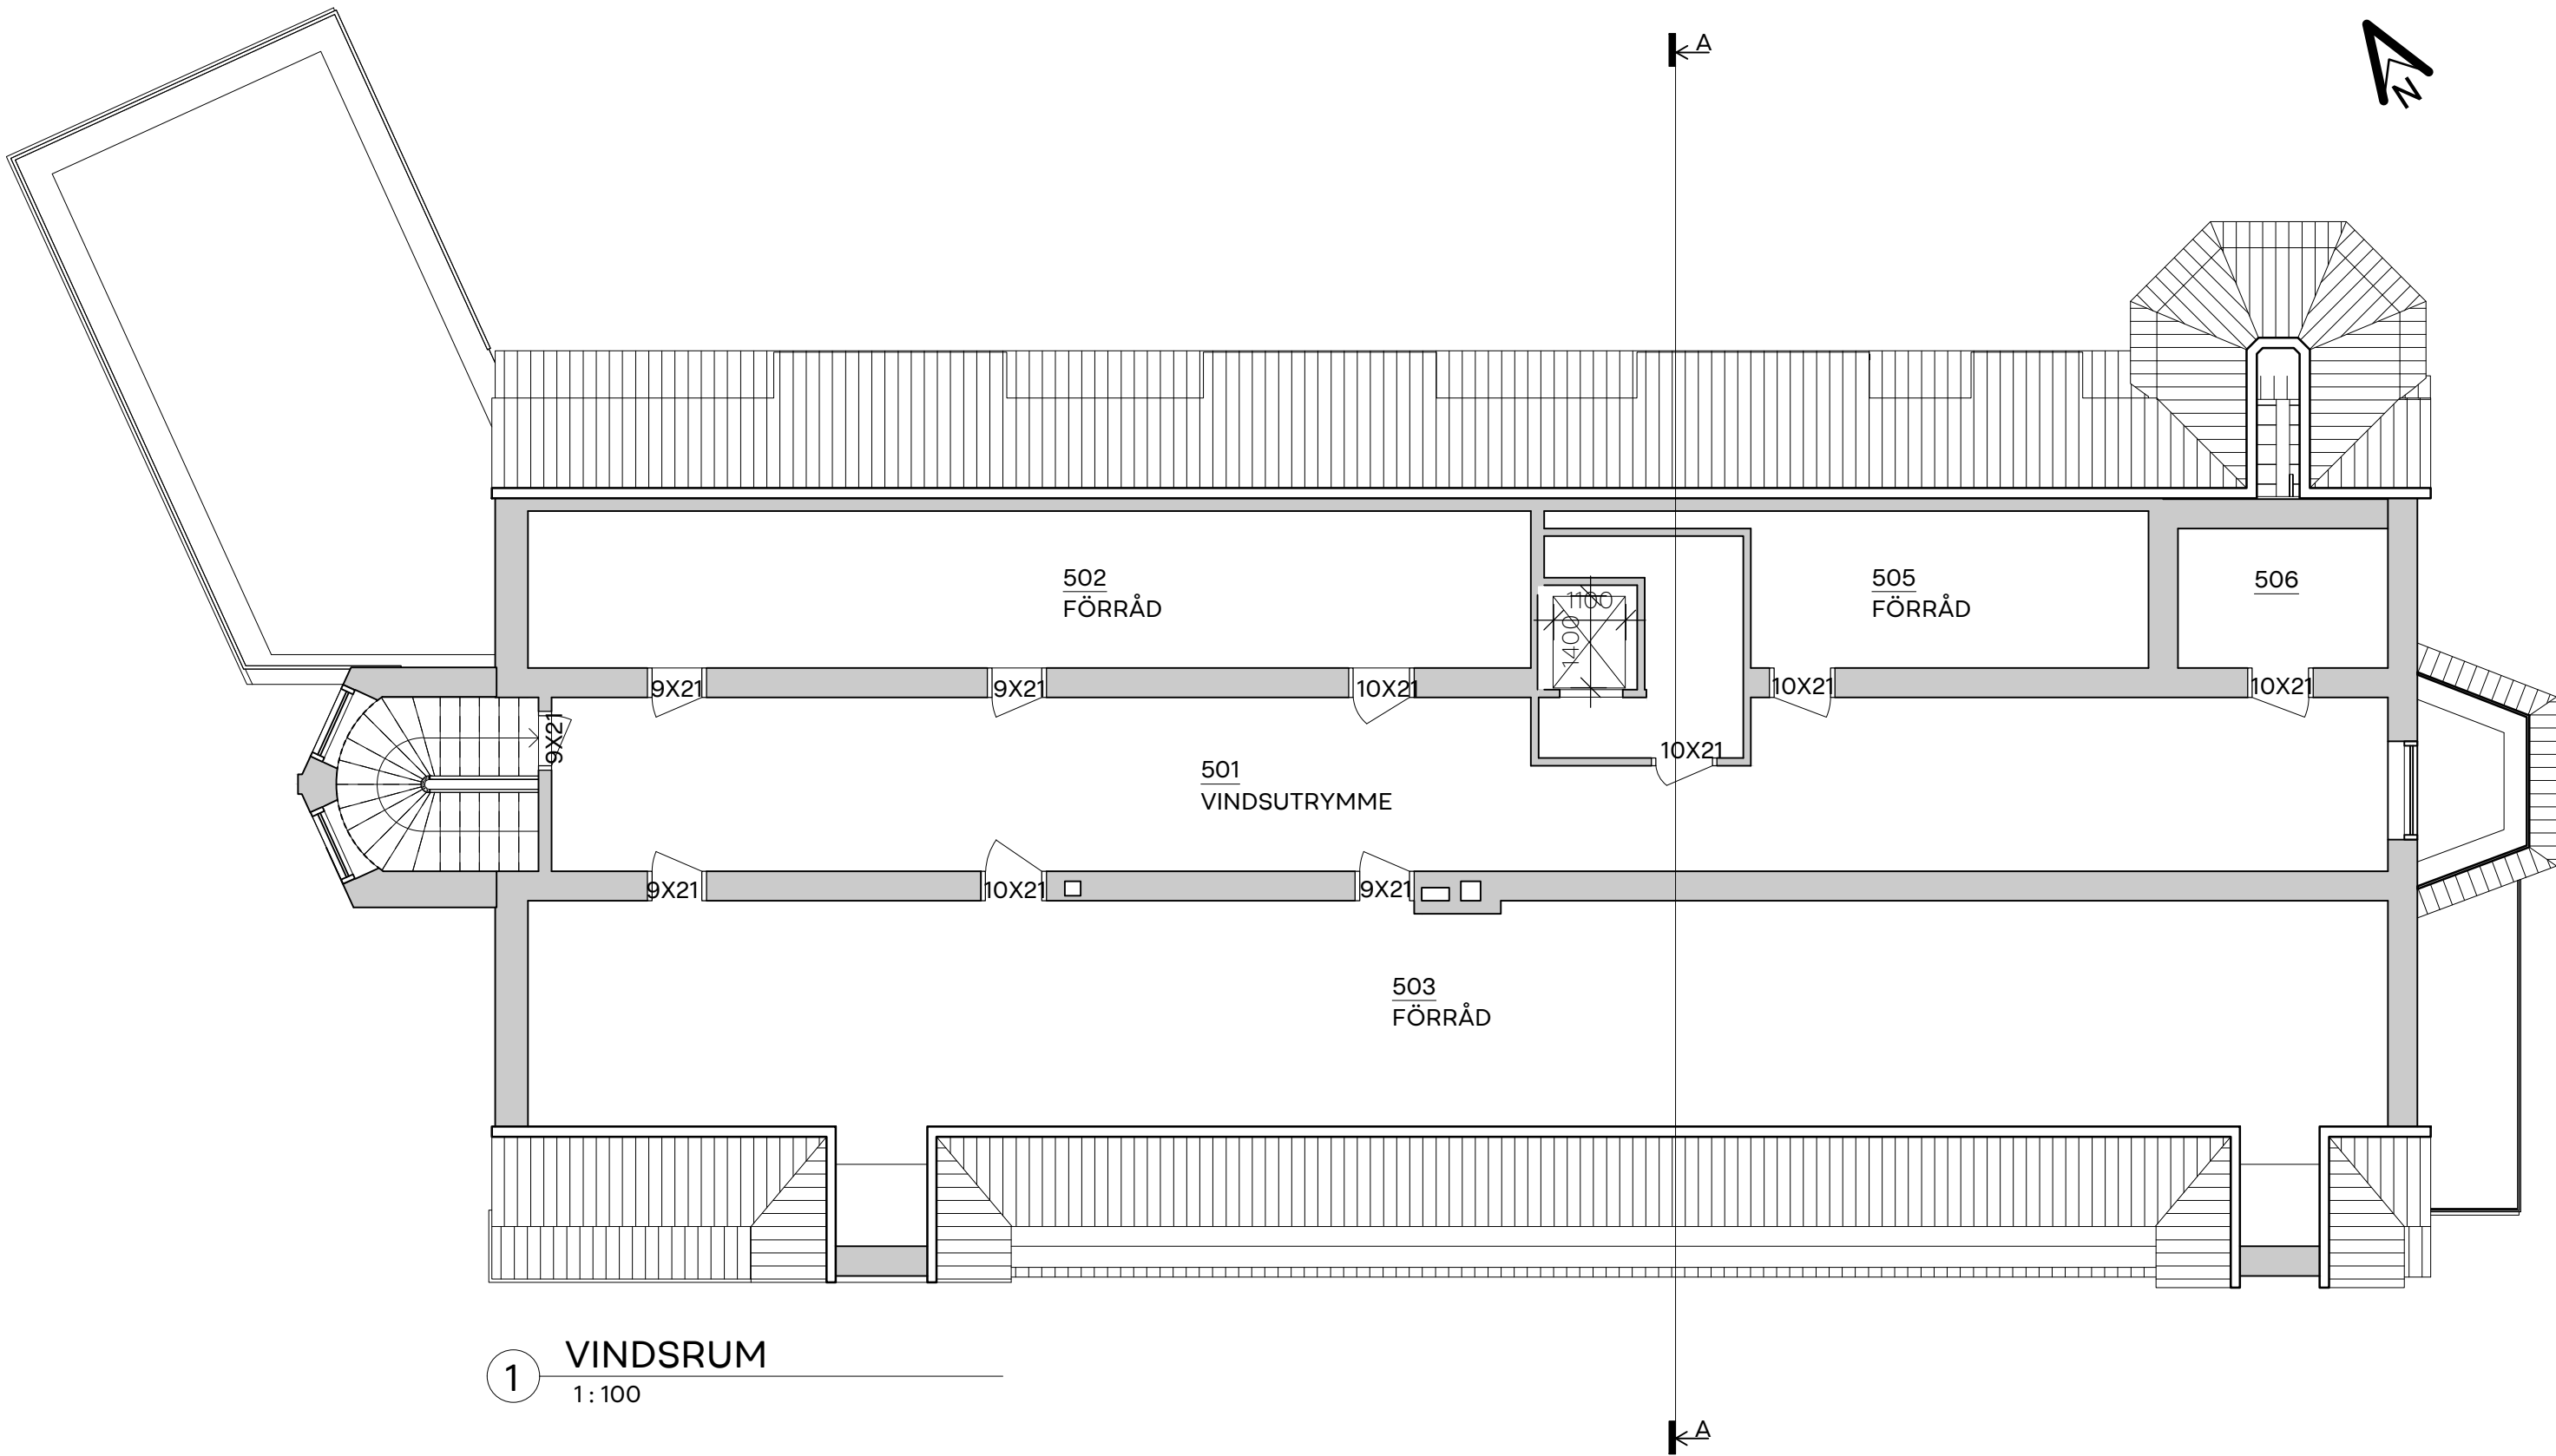 A
N
502
FÖRRÅD
505
FÖRRÅD
506
1100
1400
9X21
9X21
10X21
10X21
10X21
9X21
10X21
501
VINDSUTRYMME
9X21
10X21
9X21
503
FÖRRÅD
1
VINDSRUM
1 : 100
A